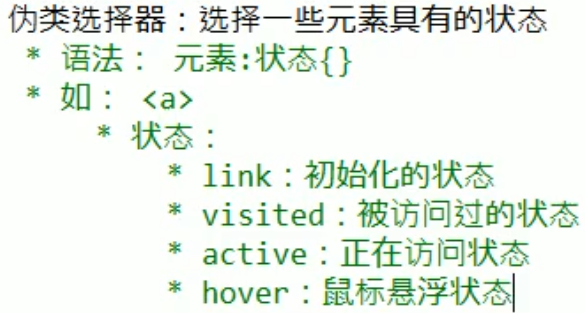 伪类选择器：选择一些元素具有的状态
* 语法： 元素:状态{}
* 如： <a>
* 状态：
* link：初始化的状态
* visited：被访问过的状态
* active：正在访问状态
* hover：鼠标悬浮状态